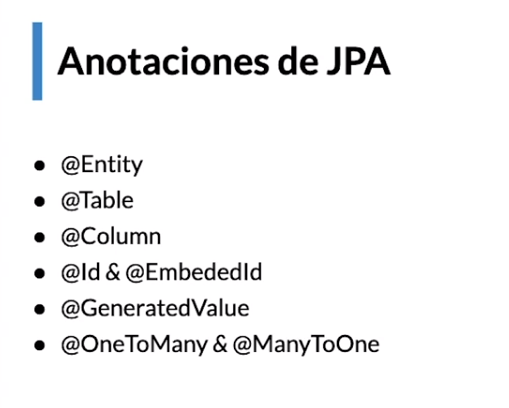 Anotaciones de JPA
● @Entity
● @Table
● @Column
● @Id & @EmbededId
● @GeneratedValue
● @OneToMany & @ManyToOne